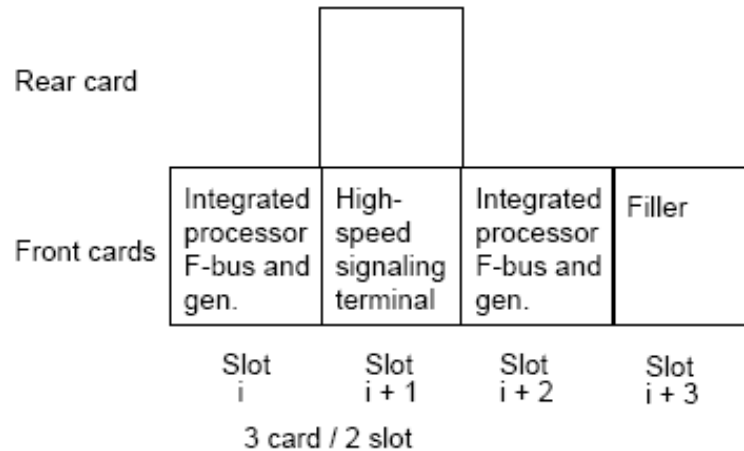 Rear card
Front cards
Integrated
processor
F-bus and
gen.
High-
speed
signaling
terminal
Integrated
processor
F-bus and
gen.
Filler
Slot
i
Slot
i + 1
Slot
i + 2
Slot
i + 3
3 card / 2 slot